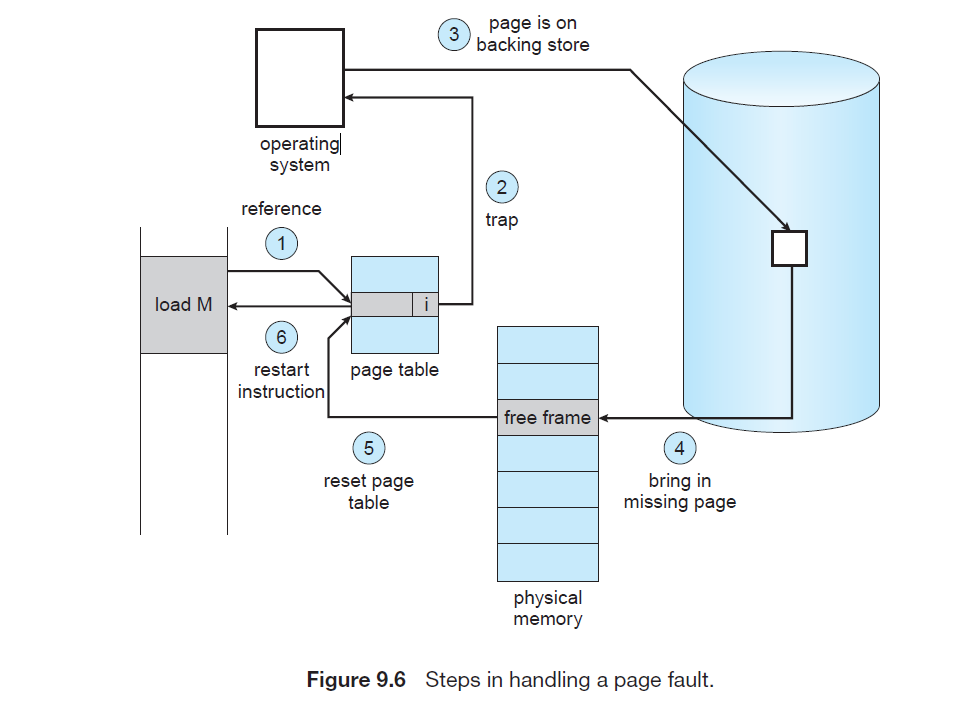 3
page is on
backing store
operating
system
reference
1
2
trap
load M
i
6
restart
instruction
page table
free frame
5
reset page
table
4
bring in
missing page
physical
memory
Figure 9.6 Steps in handling a page fault.